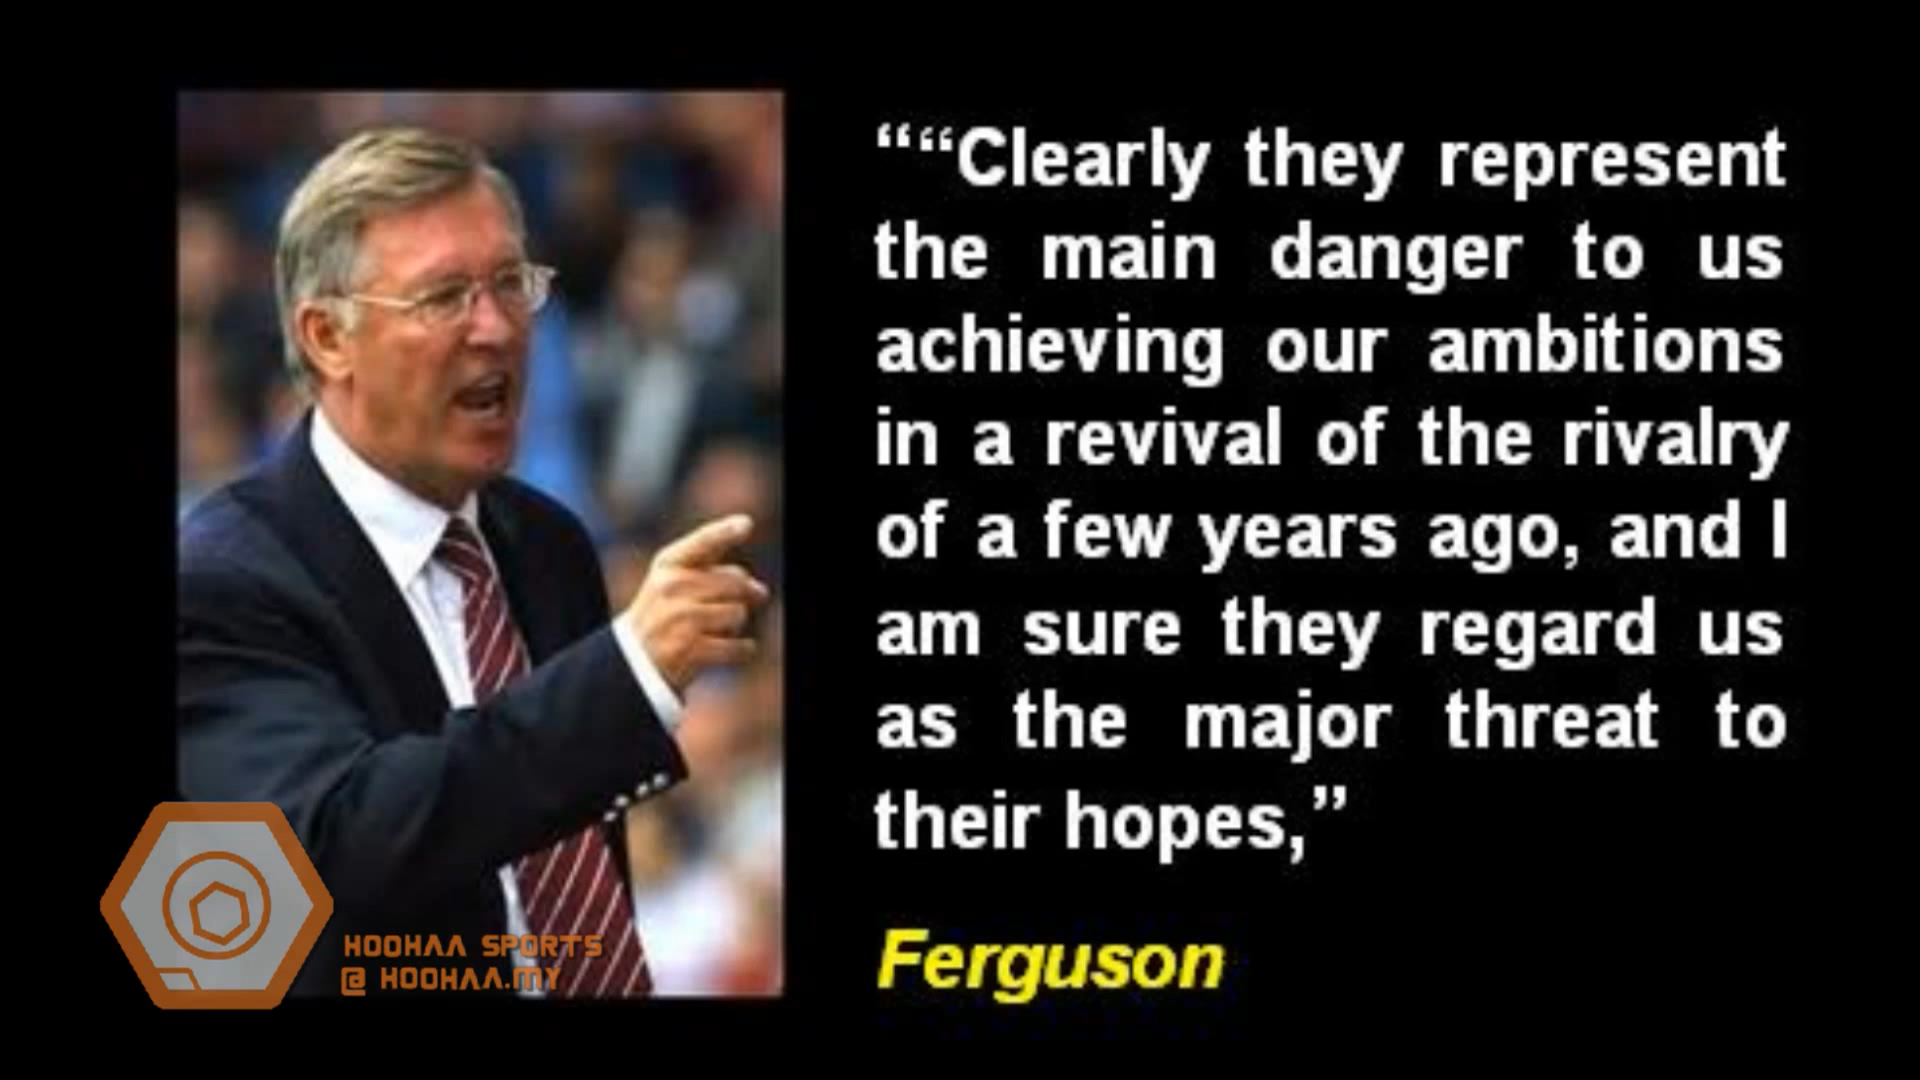 ““Clearly they represent
the main danger to us
achieving our ambitions
in a revival of the rivalry
of a few years ago, and I
am sure they regard us
as the major threat to
their hopes,”
Ferguson
HOOHAA SPORTS
@ HOOHAA.MY